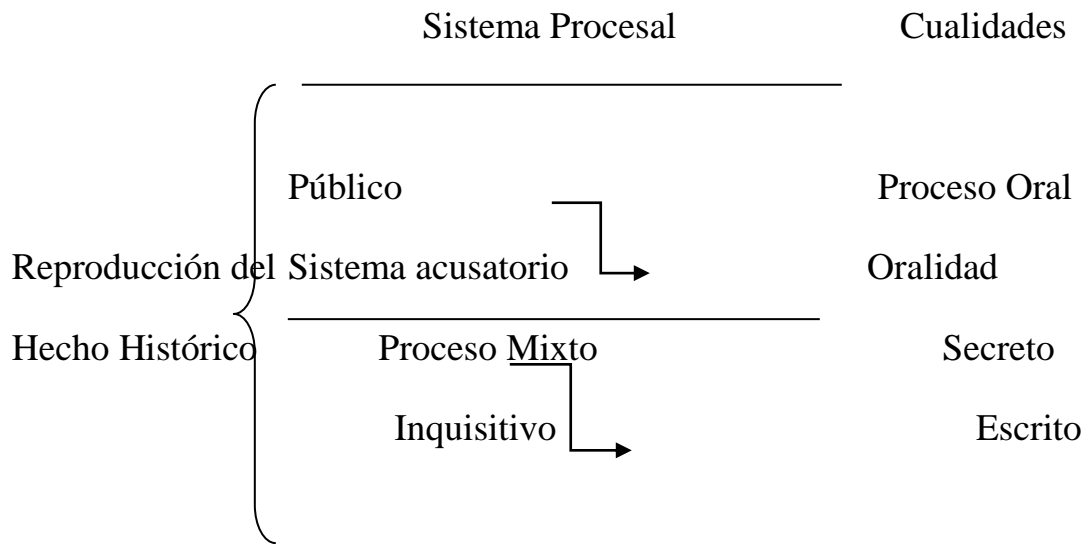 Sistema Procesal Cualidades
Público Proceso Oral
Reproducción del Sistema acusatorio Oralidad
Hecho Histórico Proceso Mixto Secreto
Inquisitivo Escrito